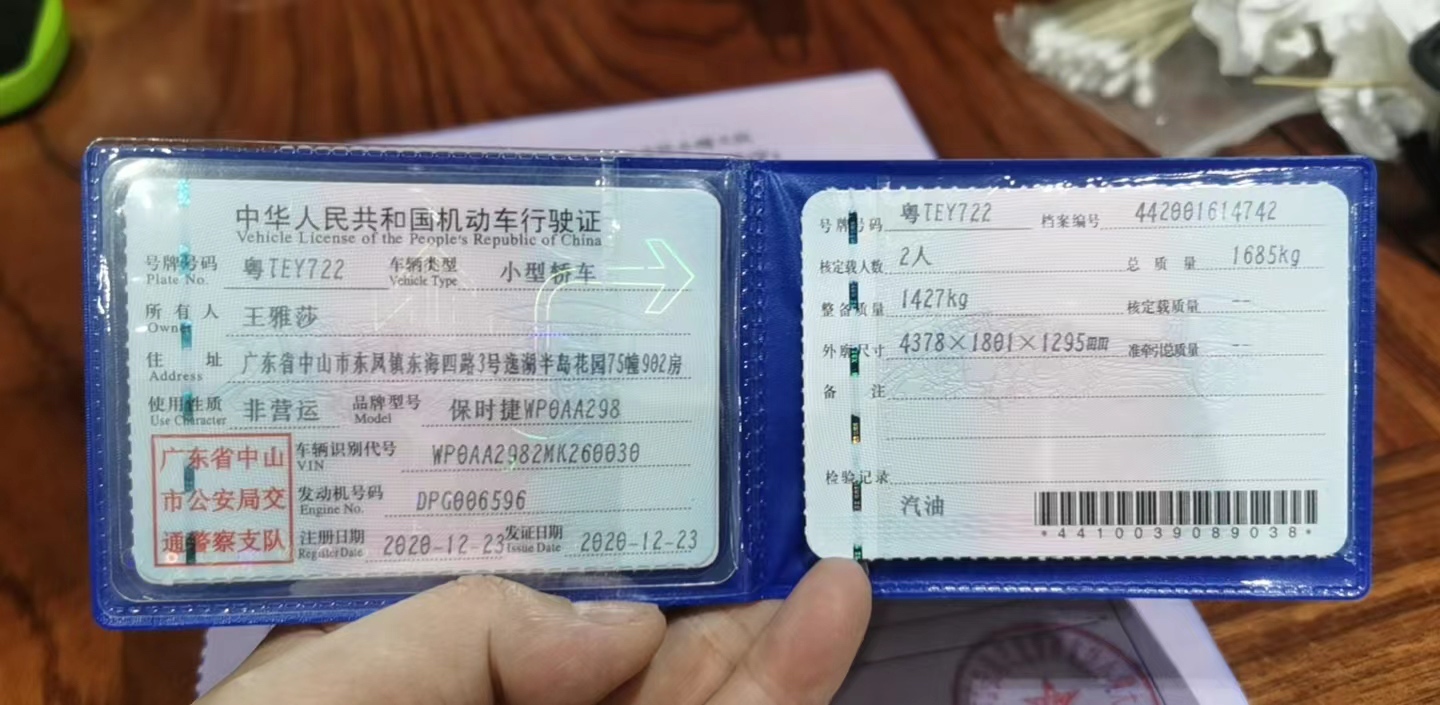 中华人民共和国机动车行驶证
Vehicle License of the People's Republic of China
号牌号码 粤TEY722 车辆类型 小型轿车
Plate No. Vehicle Type
所有人 王雅莎
Owner
住址 广东省中山市东凤镇东海四路3号逸湖半岛花园75幢902房
Address
使用性质 非营运 品牌型号 保时捷WP0AA298
Use Character Model
车辆识别代号 WP0AA2982MK260030
VIN
发动机号码 DPG006596
Engine No.
注册日期 2020-12-23 发证日期 2020-12-23
Register Date Issue Date
广东省中山
市公安局交
通警察支队
号牌号码 粤TEY722 档案编号 442001614742
核定载人数 2人 总质量 1685kg
整备质量 1427kg 核定载质量 --
外廓尺寸 4378×1801×1295mm 准牵引总质量 --
备注
检验记录
汽油
*4410039089038*